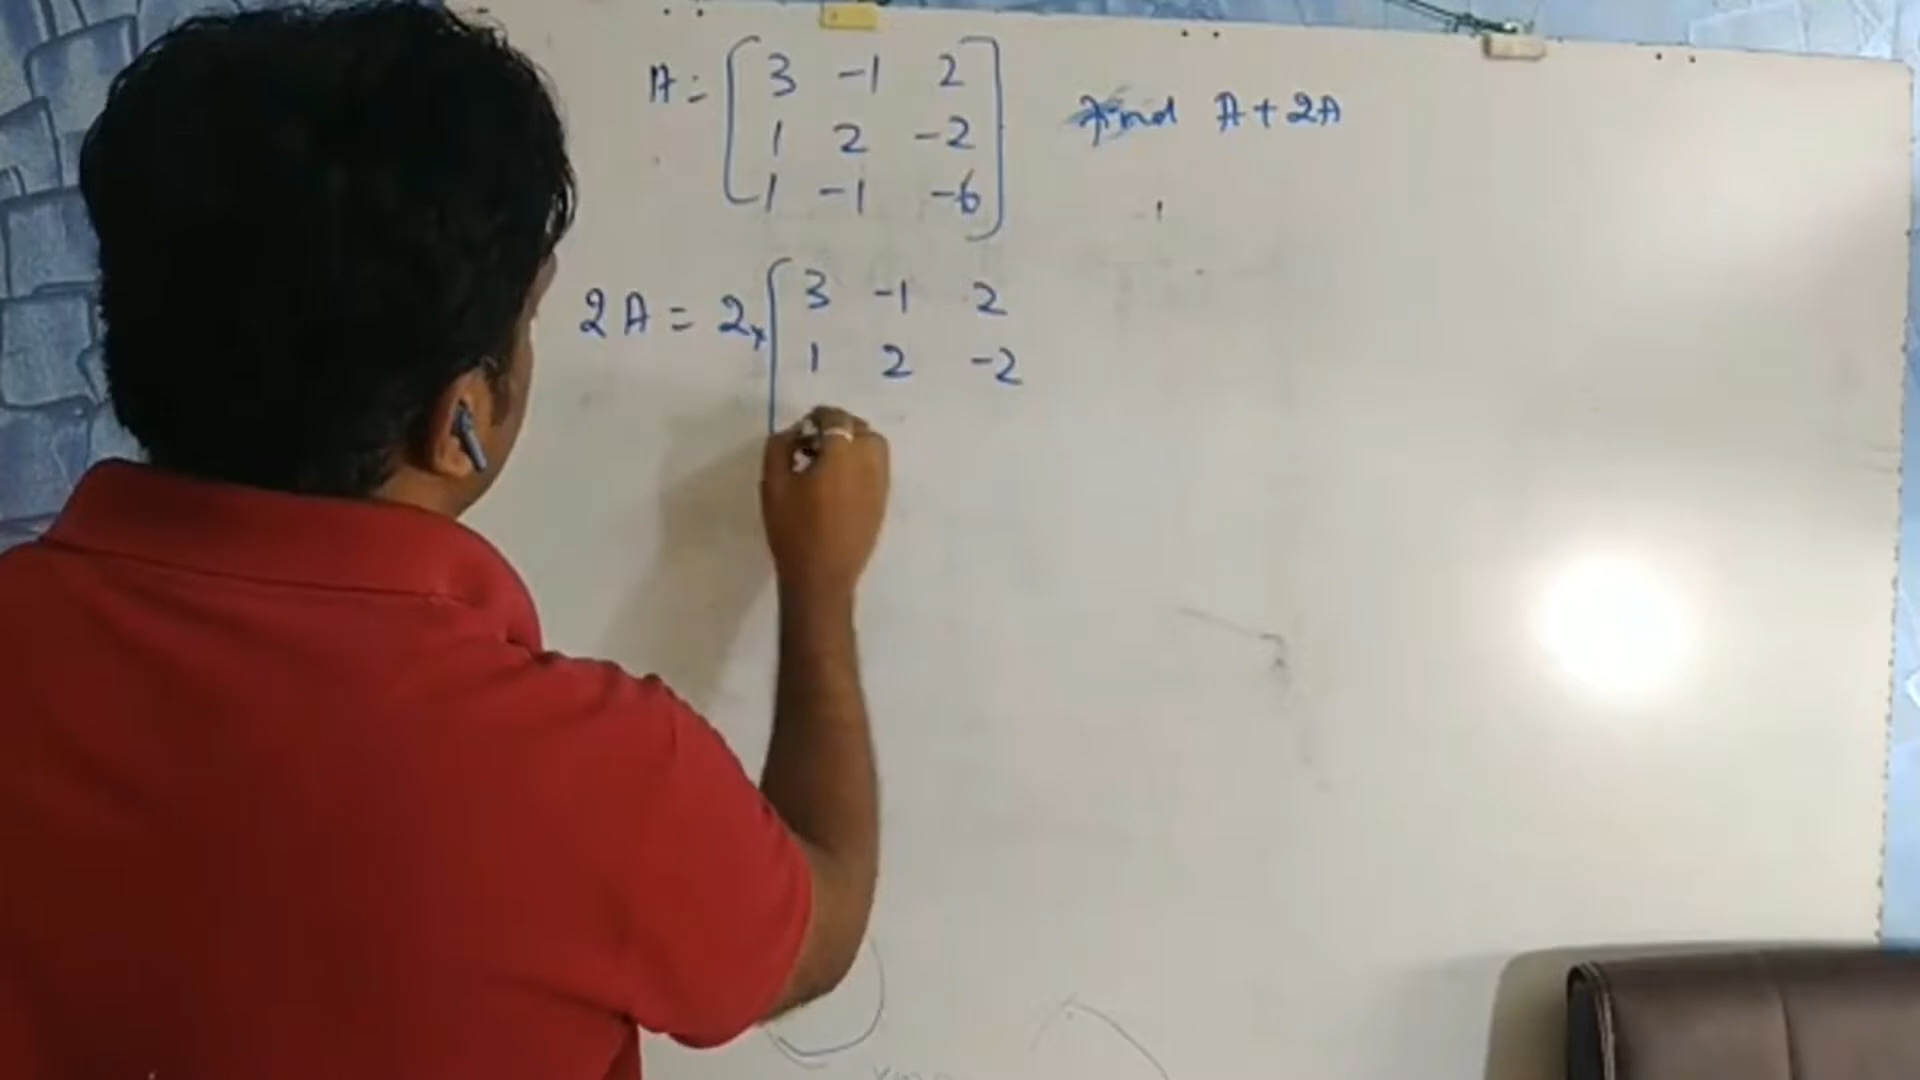 A = [3 -1 2
1 2 -2
1 -1 -6] Find A + 2A
2A = 2x[3 -1 2
1 2 -2